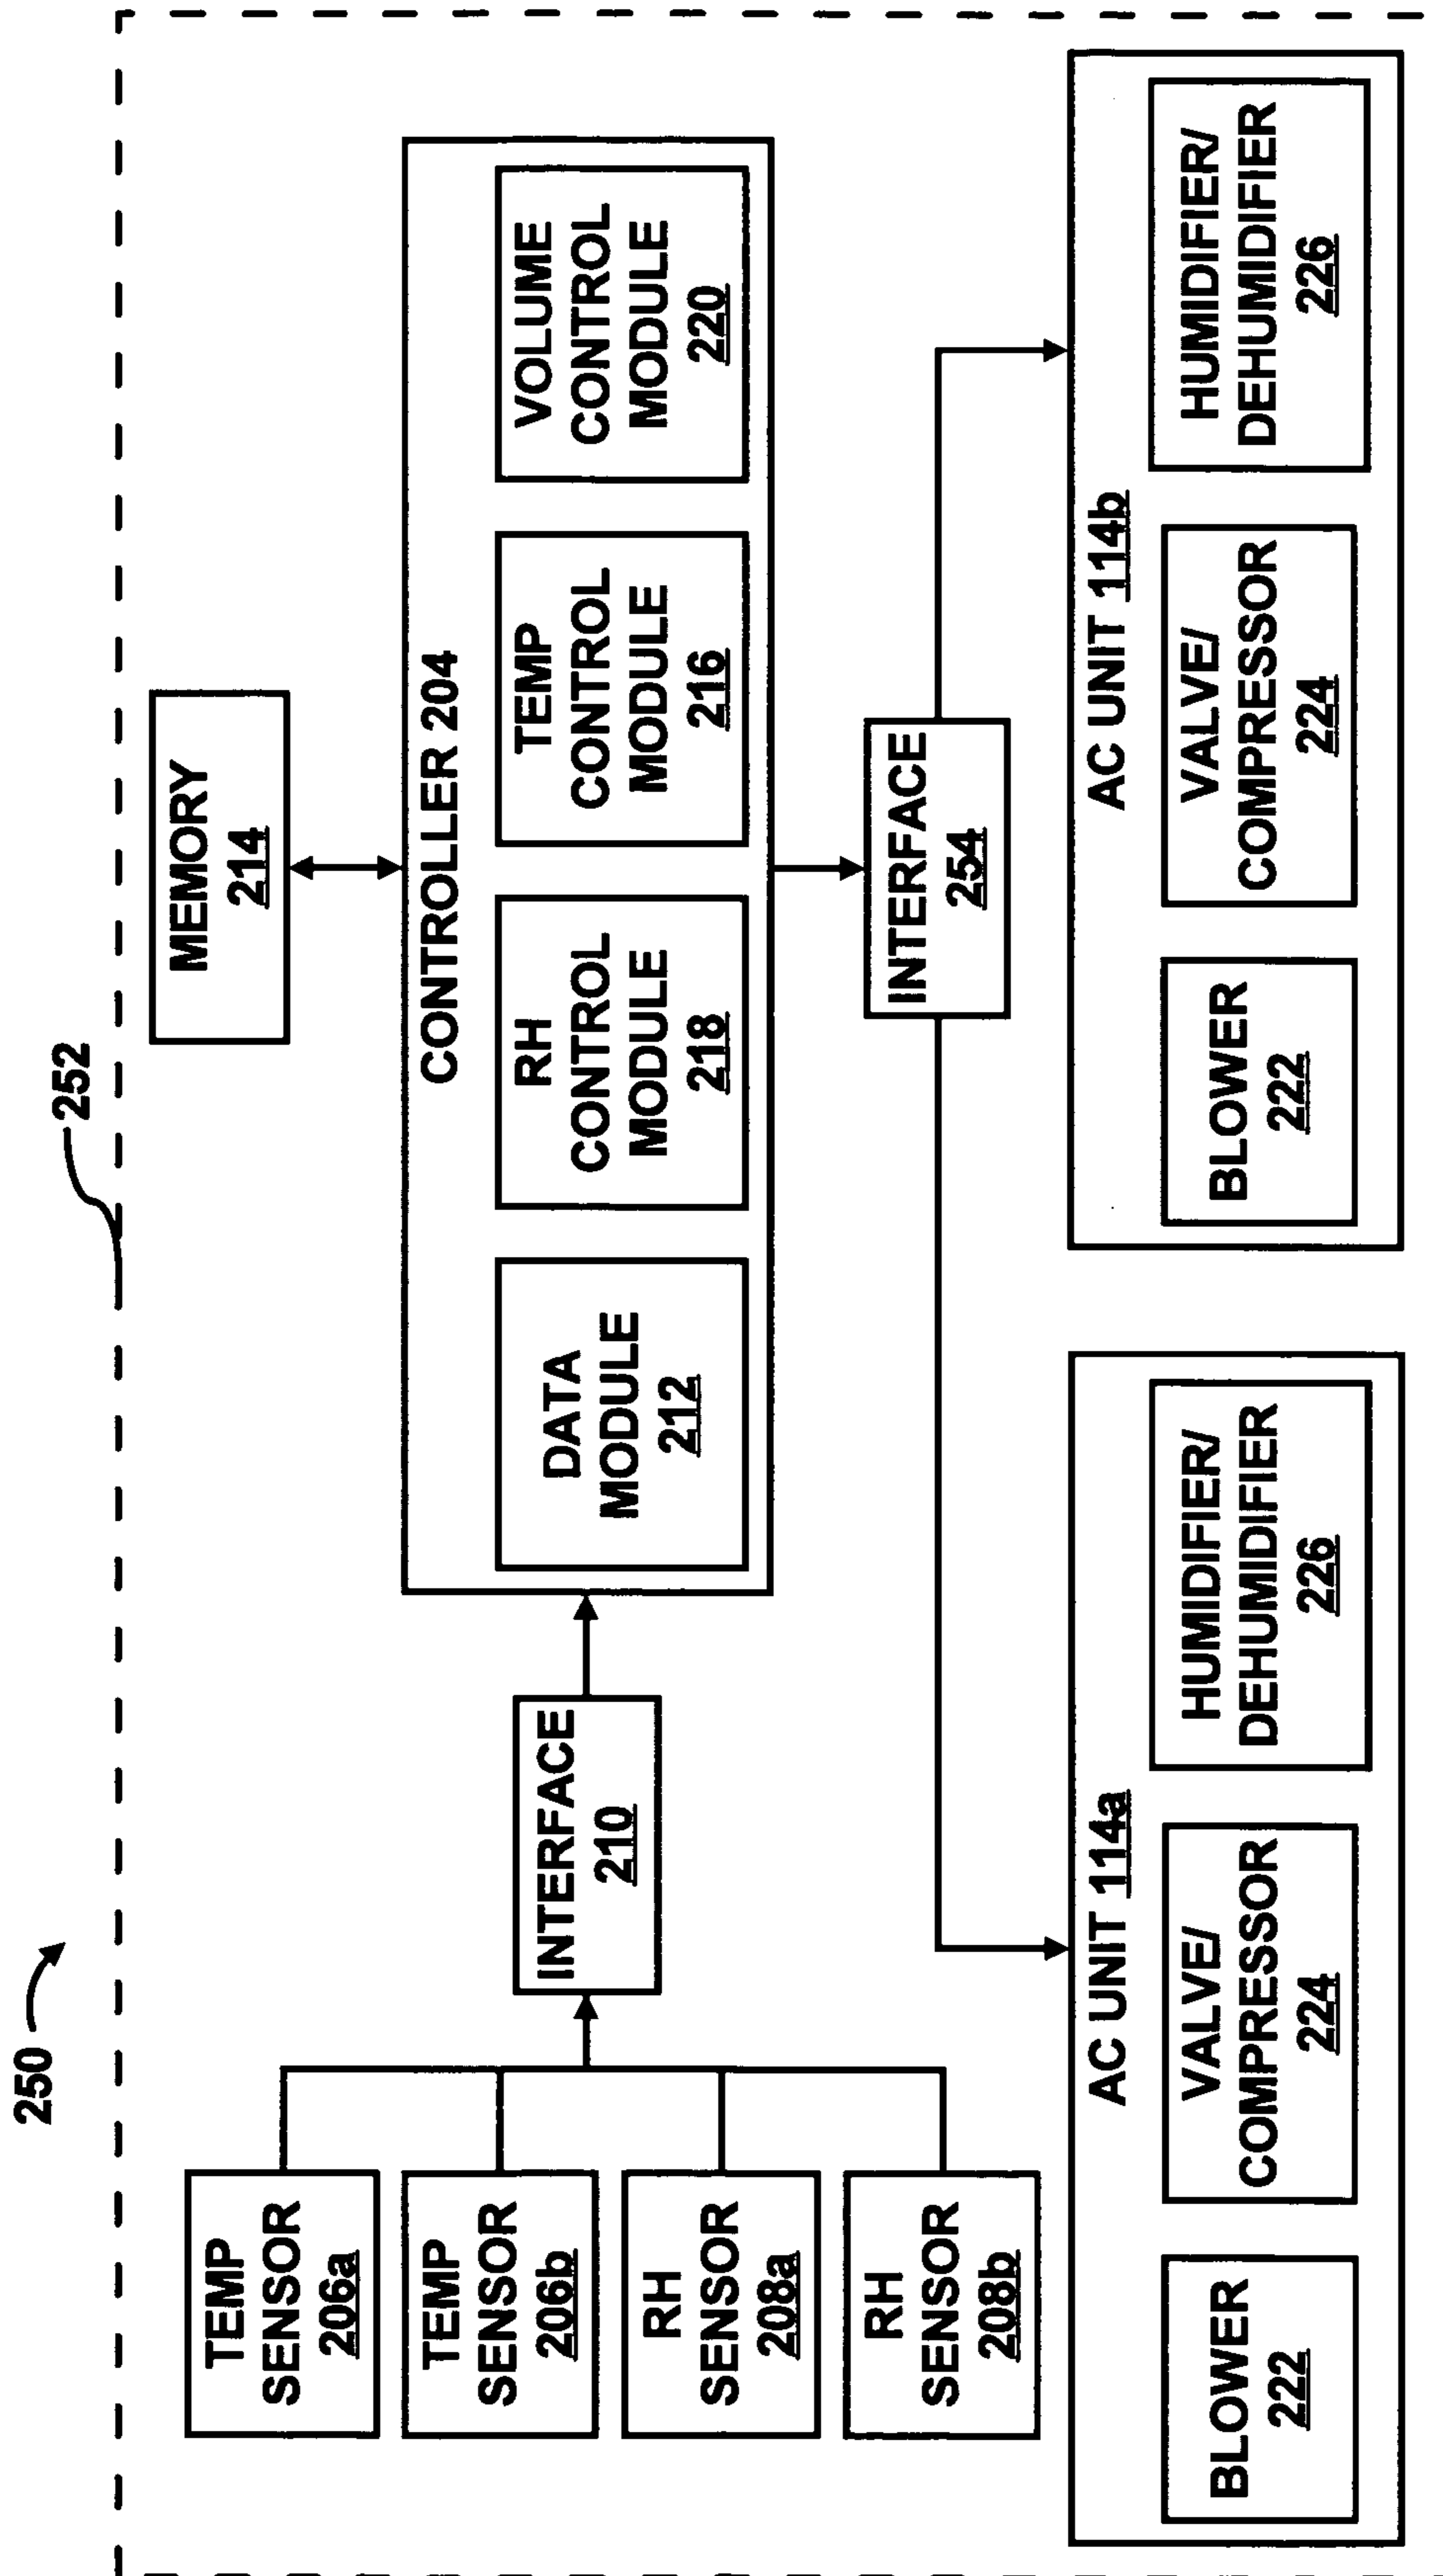 250
252
MEMORY
214
CONTROLLER 204
TEMP
SENSOR
206a
TEMP
SENSOR
206b
RH
SENSOR
208a
RH
SENSOR
208b
INTERFACE
210
DATA
MODULE
212
RH
CONTROL
MODULE
218
TEMP
CONTROL
MODULE
216
VOLUME
CONTROL
MODULE
220
INTERFACE
254
AC UNIT 114a
BLOWER
222
VALVE/
COMPRESSOR
224
HUMIDIFIER/
DEHUMIDIFIER
226
AC UNIT 114b
BLOWER
222
VALVE/
COMPRESSOR
224
HUMIDIFIER/
DEHUMIDIFIER
226